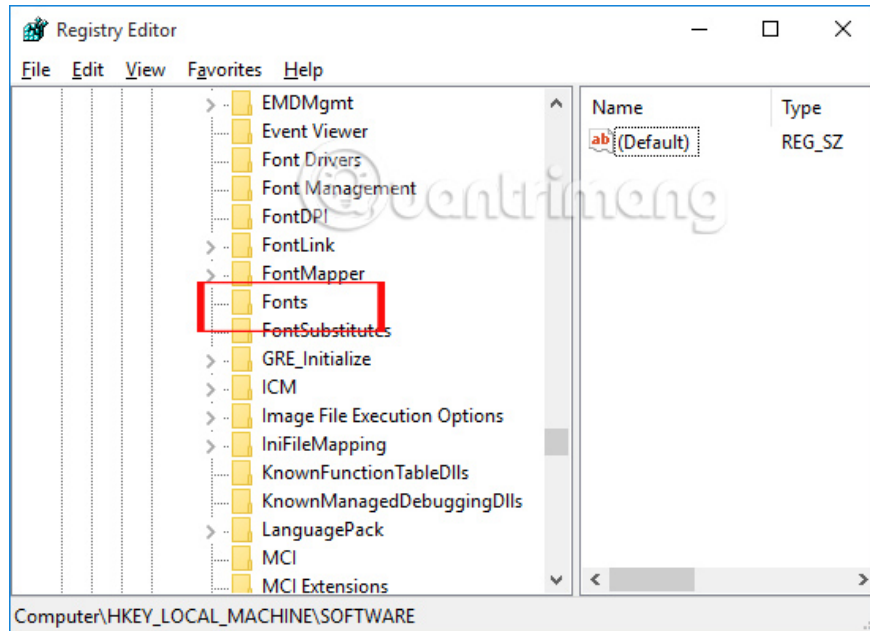 Registry Editor
File Edit View Favorites Help
EMDMgmt
Event Viewer
Font Drivers
Font Management
FontDPI
FontLink
FontMapper
Fonts
FontSubstitutes
GRE_Initialize
ICM
Image File Execution Options
IniFileMapping
KnownFunctionTableDlls
KnownManagedDebuggingDlls
LanguagePack
MCI
MCI Extensions
Name Type
ab (Default) REG_SZ
Quantrimang
Computer\HKEY_LOCAL_MACHINE\SOFTWARE